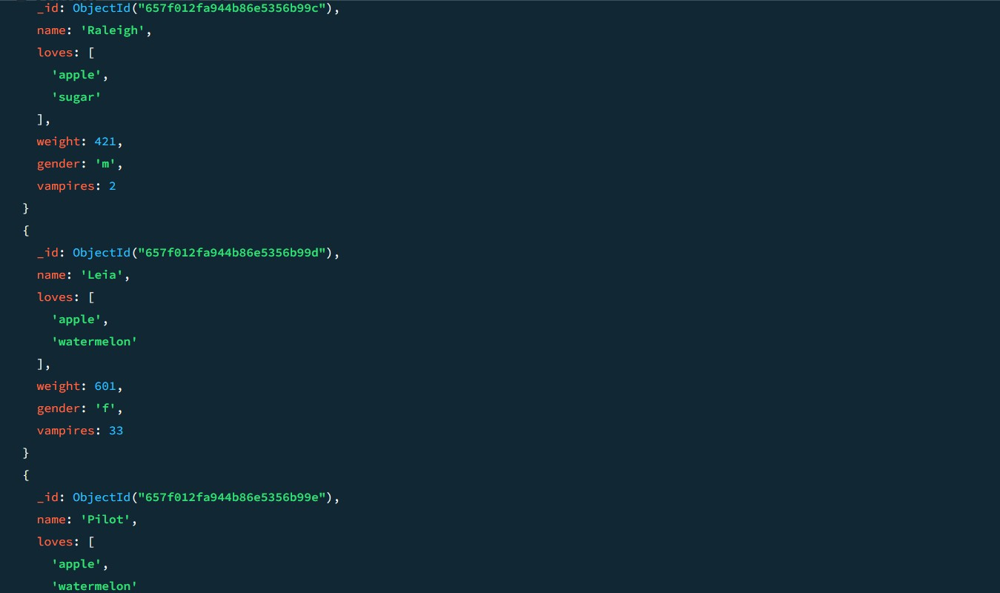 _id: ObjectId("657f012fa944b86e5356b99c"),
name: 'Raleigh',
loves: [
'apple',
'sugar'
],
weight: 421,
gender: 'm',
vampires: 2
}
{
_id: ObjectId("657f012fa944b86e5356b99d"),
name: 'Leia',
loves: [
'apple',
'watermelon'
],
weight: 601,
gender: 'f',
vampires: 33
}
{
_id: ObjectId("657f012fa944b86e5356b99e"),
name: 'Pilot',
loves: [
'apple',
'watermelon'